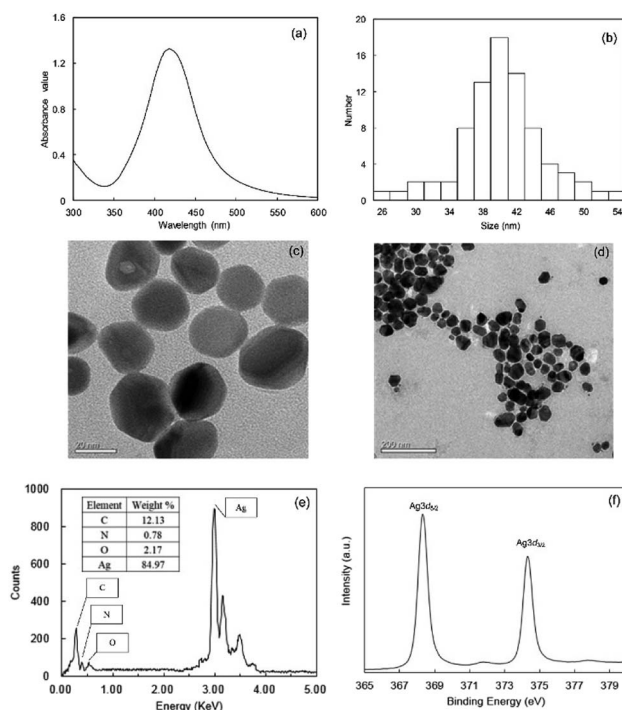 (a)
Absorbance value
1.6
1.2
0.8
0.4
0
300 350 400 450 500 550 600
Wavelength (nm)
(b)
Number
20
16
12
8
4
0
26 30 34 38 42 46 50 54
Size (nm)
(c)
20 nm
(d)
200 nm
(e)
Counts
1000
800
600
400
200
0
Element Weight %
C 12.13
N 0.78
O 2.17
Ag 84.97
Ag
C
N
O
0.00 1.00 2.00 3.00 4.00 5.00
Energy (KeV)
(f)
Intensity (a.u.)
Ag3d5/2
Ag3d3/2
365 367 369 371 373 375 377 379
Binding Energy (eV)